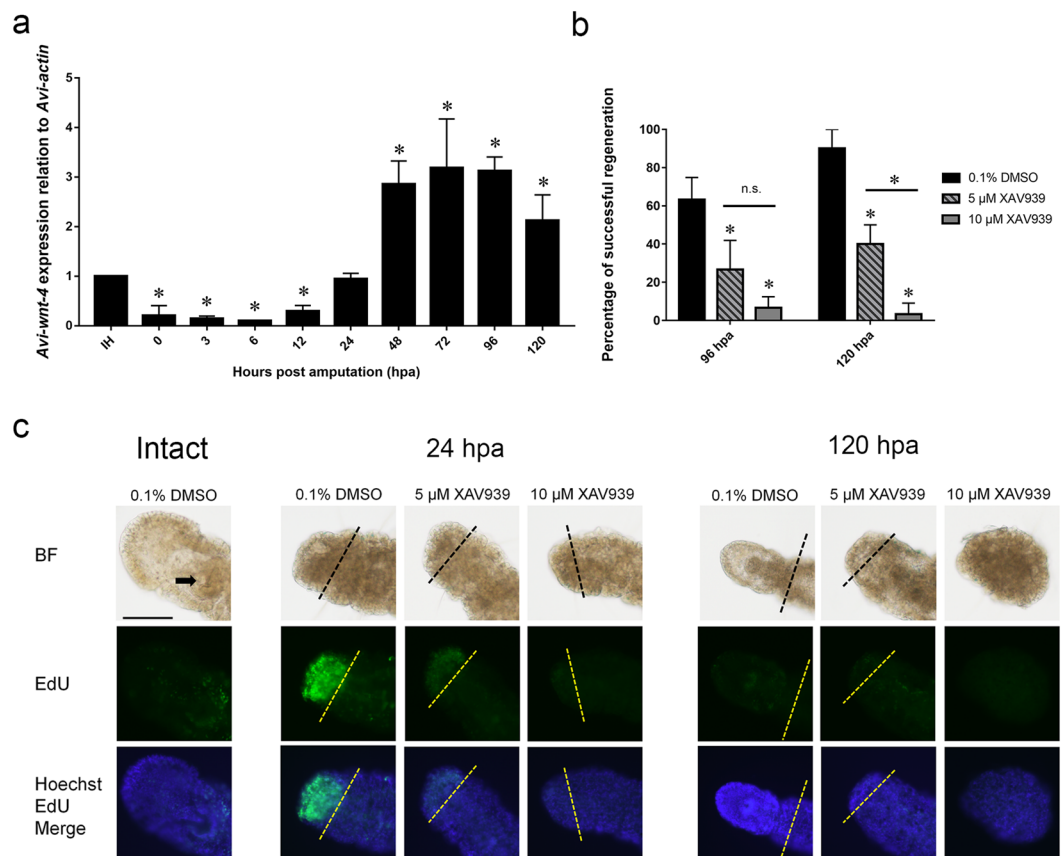 a
Avi-wnt-4 expression relation to Avi-actin
5
4
3
2
1
0
* * * * * * * *
IH 0 3 6 12 24 48 72 96 120
Hours post amputation (hpa)
b
Percentage of successful regeneration
100
80
60
40
20
0
n.s.
*
* * * *
96 hpa 120 hpa
0.1% DMSO
5 µM XAV939
10 µM XAV939
c
Intact 24 hpa 120 hpa
0.1% DMSO 0.1% DMSO 5 µM XAV939 10 µM XAV939 0.1% DMSO 5 µM XAV939 10 µM XAV939
BF
EdU
Hoechst
EdU
Merge